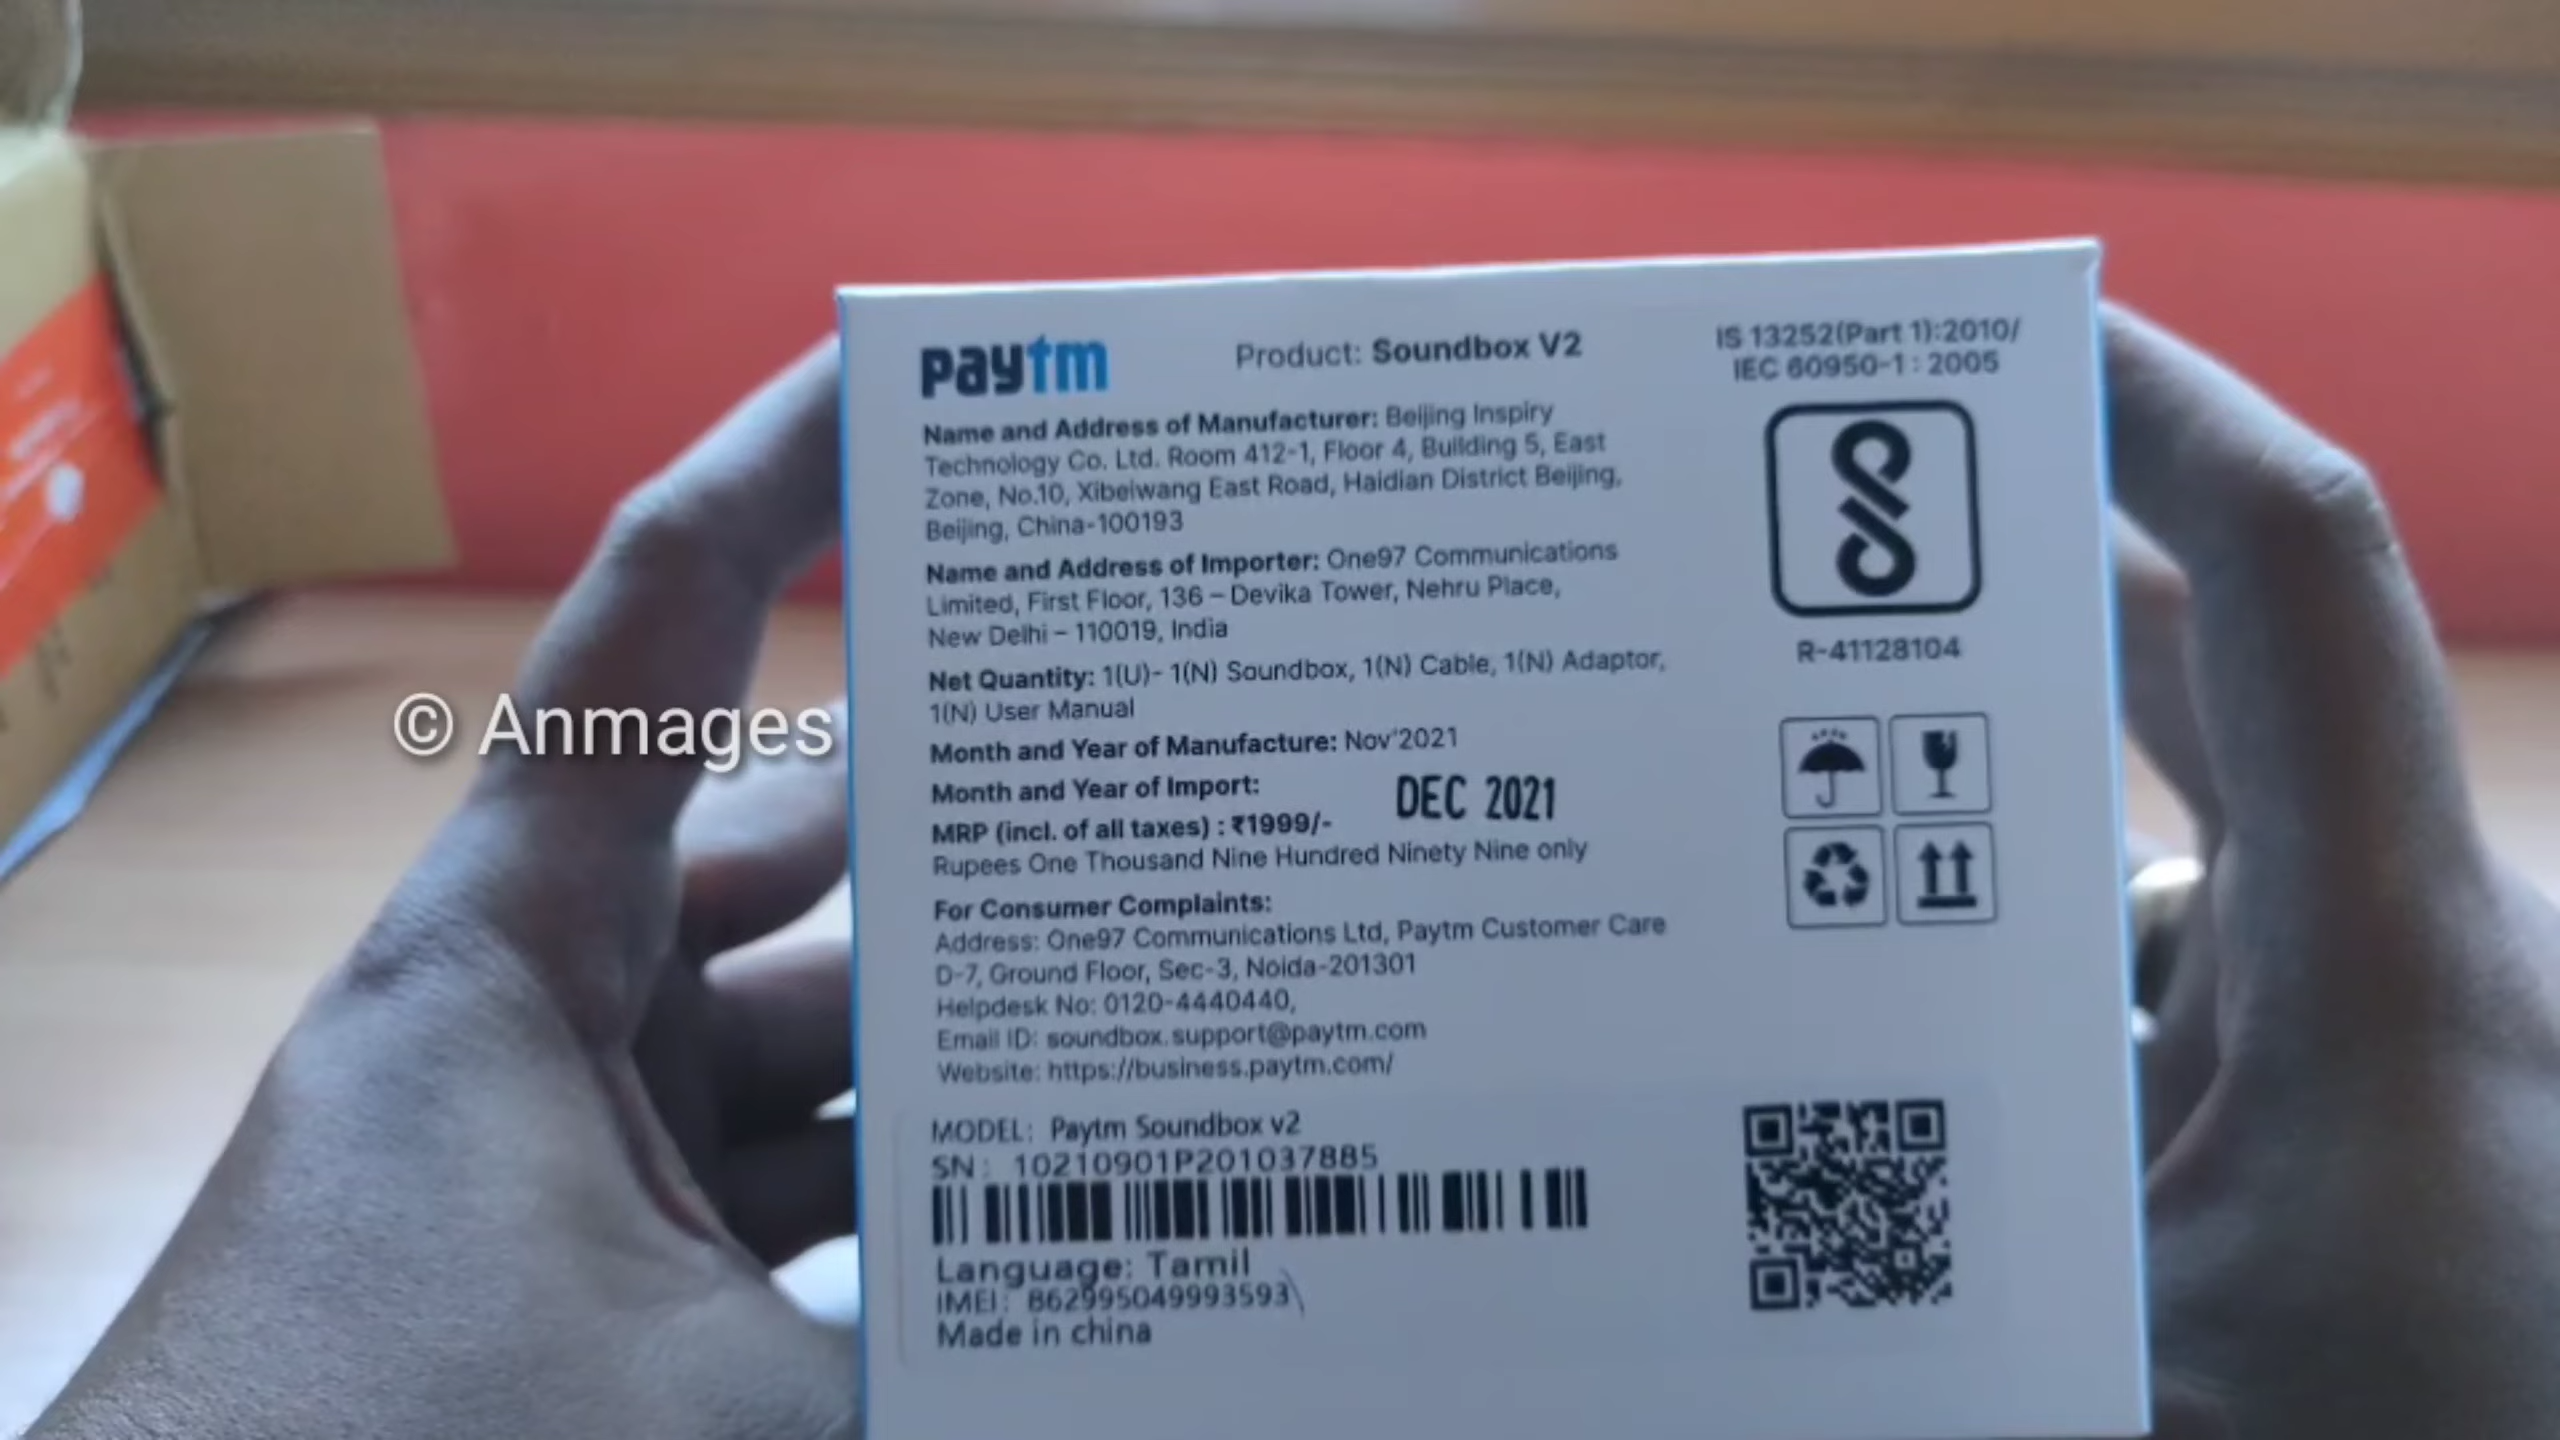 paytm
Product: Soundbox V2
IS 13252(Part 1):2010/
IEC 60950-1 : 2005
Name and Address of Manufacturer: Beijing Inspiry
Technology Co. Ltd. Room 412-1, Floor 4, Building 5, East
Zone, No.10, Xibeiwang East Road, Haidian District Beijing,
Beijing, China-100193
Name and Address of Importer: One97 Communications
Limited, First Floor, 136 – Devika Tower, Nehru Place,
New Delhi – 110019, India
R-41128104
Net Quantity: 1(U)- 1(N) Soundbox, 1(N) Cable, 1(N) Adaptor,
1(N) User Manual
© Anmages
Month and Year of Manufacture: Nov'2021
Month and Year of Import:
DEC 2021
MRP (incl. of all taxes) : ₹1999/-
Rupees One Thousand Nine Hundred Ninety Nine only
For Consumer Complaints:
Address: One97 Communications Ltd, Paytm Customer Care
D-7, Ground Floor, Sec-3, Noida-201301
Helpdesk No: 0120-4440440,
Email ID: soundbox.support@paytm.com
Website: https://business.paytm.com/
MODEL: Paytm Soundbox v2
SN: 10210901P201037885
Language: Tamil
IMEI: 862995049993593
Made in china